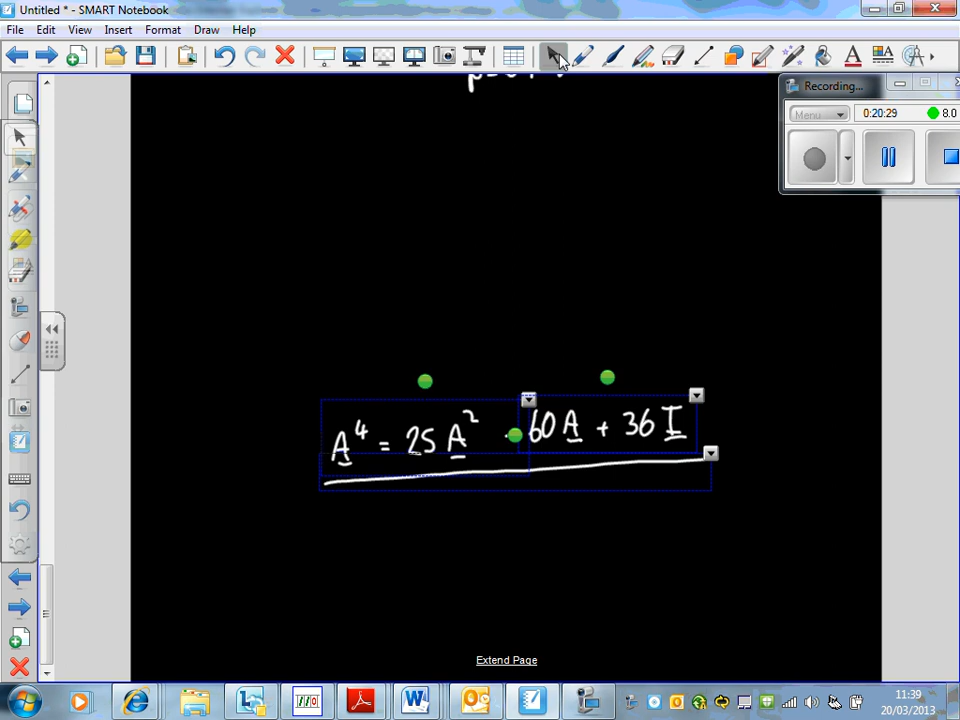 Untitled * - SMART Notebook
File Edit View Insert Format Draw Help
Recording...
Menu 0:20:29 8.0
A⁴ = 25 A² - 60 A + 36 I
Extend Page
11:39
20/03/2013